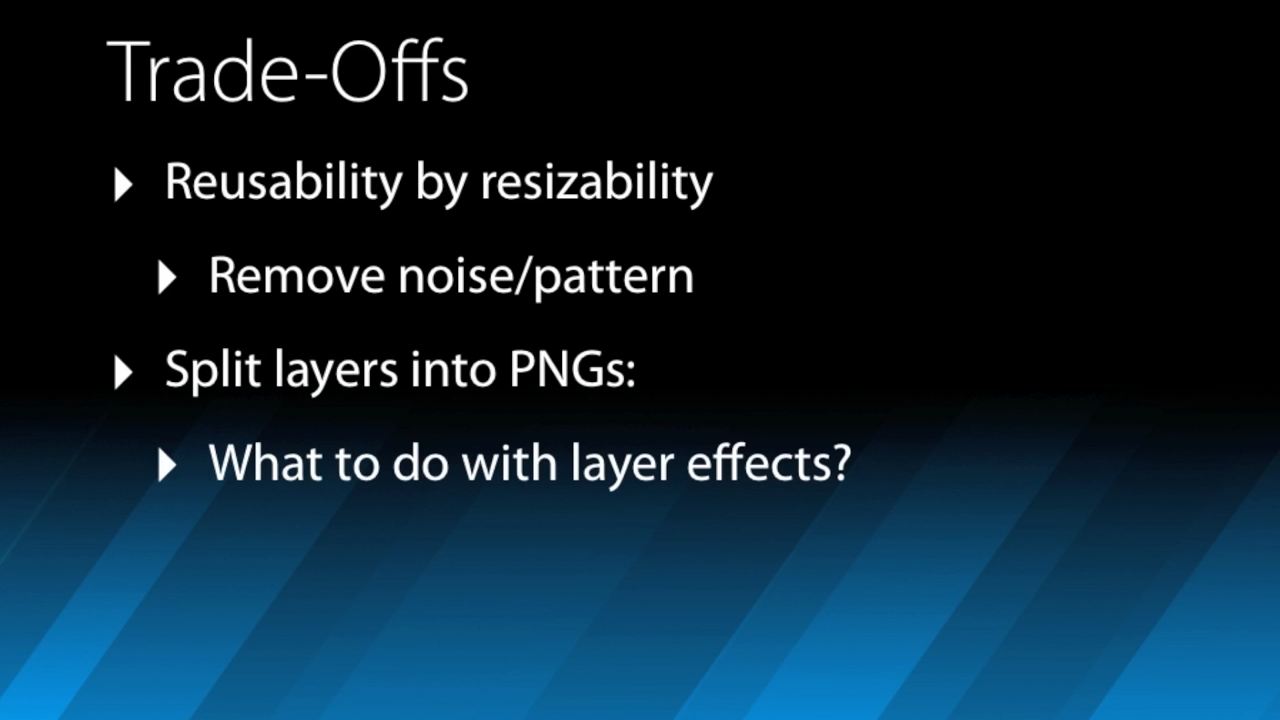 Trade-Offs
Reusability by resizability
Remove noise/pattern
Split layers into PNGs:
What to do with layer effects?